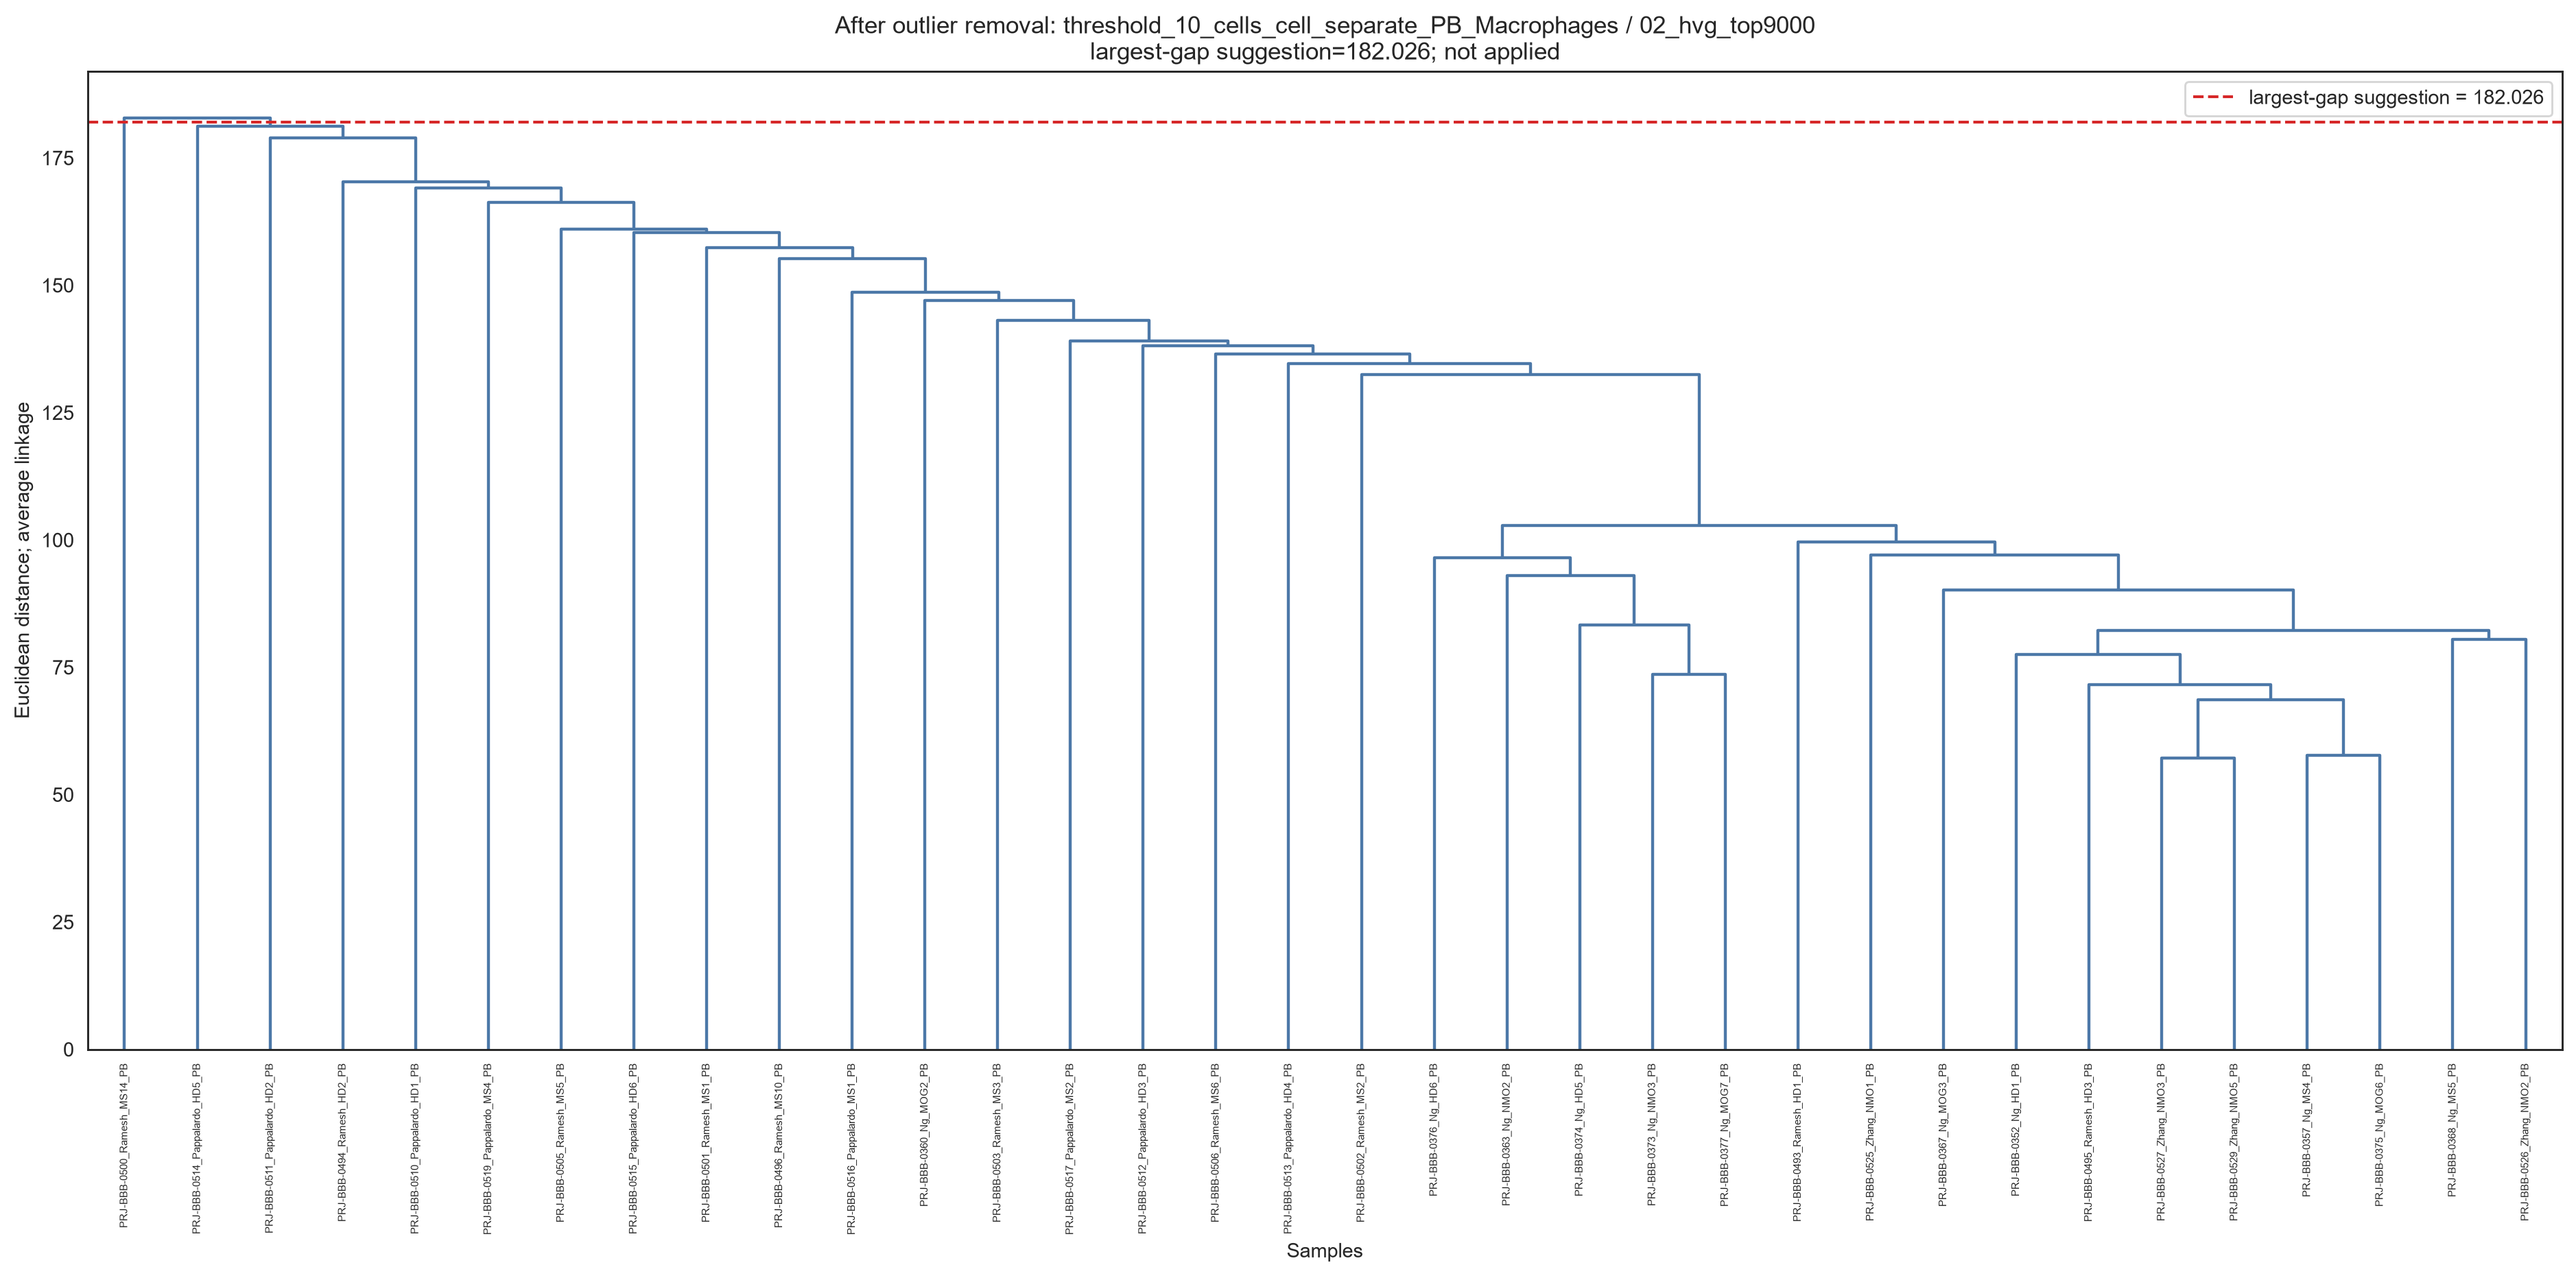 After outlier removal: threshold_10_cells_cell_separate_PB_Macrophages / 02_hvg_top9000
largest-gap suggestion=182.026; not applied
largest-gap suggestion = 182.026
Euclidean distance; average linkage
175
150
125
100
75
50
25
0
PRJ-BBB-0500_Ramesh_MS14_PB
PRJ-BBB-0514_Pappalardo_HD5_PB
PRJ-BBB-0511_Pappalardo_HD2_PB
PRJ-BBB-0494_Ramesh_HD2_PB
PRJ-BBB-0510_Pappalardo_HD1_PB
PRJ-BBB-0519_Pappalardo_MS4_PB
PRJ-BBB-0505_Ramesh_MS5_PB
PRJ-BBB-0515_Pappalardo_HD6_PB
PRJ-BBB-0501_Ramesh_MS1_PB
PRJ-BBB-0496_Ramesh_MS10_PB
PRJ-BBB-0516_Pappalardo_MS1_PB
PRJ-BBB-0360_Ng_MOG2_PB
PRJ-BBB-0503_Ramesh_MS3_PB
PRJ-BBB-0517_Pappalardo_MS2_PB
PRJ-BBB-0512_Pappalardo_HD3_PB
PRJ-BBB-0506_Ramesh_MS6_PB
PRJ-BBB-0513_Pappalardo_HD4_PB
PRJ-BBB-0502_Ramesh_MS2_PB
PRJ-BBB-0376_Ng_HD6_PB
PRJ-BBB-0363_Ng_NMO2_PB
PRJ-BBB-0374_Ng_HD5_PB
PRJ-BBB-0373_Ng_NMO3_PB
PRJ-BBB-0377_Ng_MOG7_PB
PRJ-BBB-0493_Ramesh_HD1_PB
PRJ-BBB-0525_Zhang_NMO1_PB
PRJ-BBB-0367_Ng_MOG3_PB
PRJ-BBB-0352_Ng_HD1_PB
PRJ-BBB-0495_Ramesh_HD3_PB
PRJ-BBB-0527_Zhang_NMO3_PB
PRJ-BBB-0529_Zhang_NMO5_PB
PRJ-BBB-0357_Ng_MS4_PB
PRJ-BBB-0375_Ng_MOG6_PB
PRJ-BBB-0368_Ng_MS5_PB
PRJ-BBB-0526_Zhang_NMO2_PB
Samples